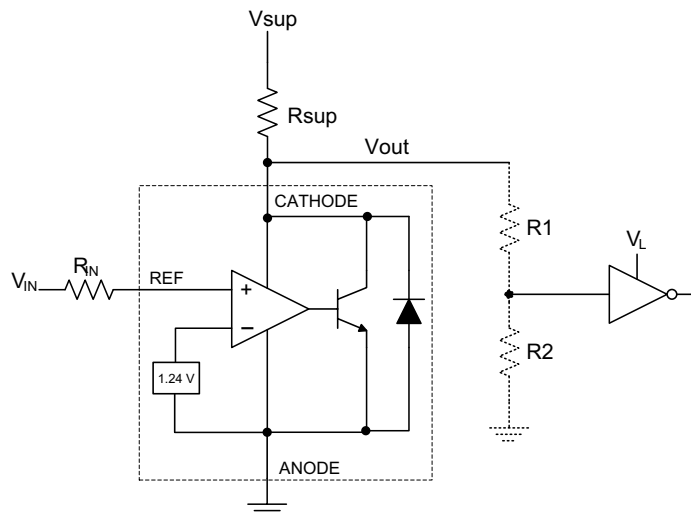 Vsup
Rsup
Vout
CATHODE
R1
RIN
VIN
REF
VL
+
–
1.24 V
R2
ANODE